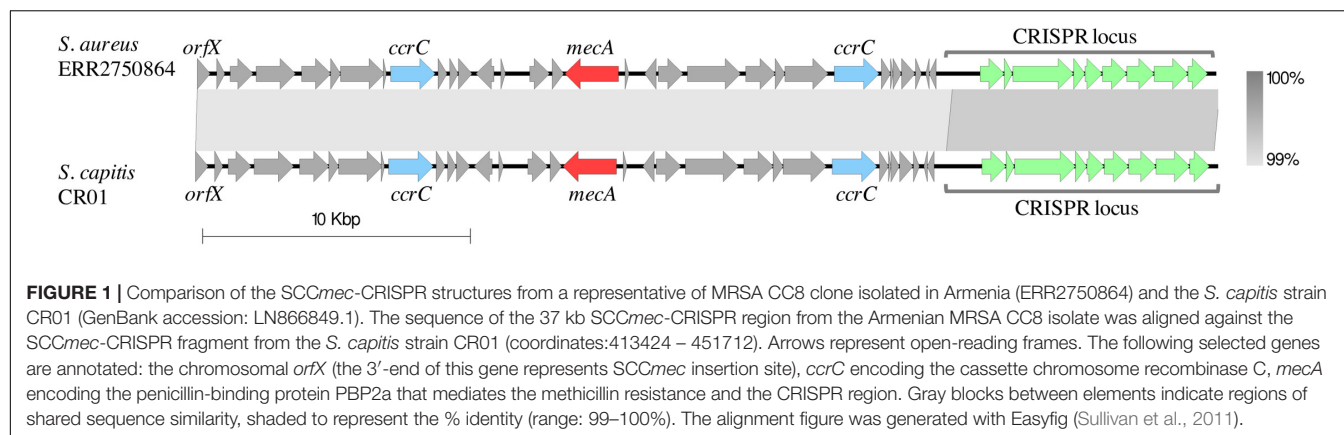 S. aureus
ERR2750864
orfX
ccrC
mecA
ccrC
CRISPR locus
100%
99%
S. capitis
CR01
orfX
ccrC
mecA
ccrC
CRISPR locus
10 Kbp
FIGURE 1 | Comparison of the SCCmec-CRISPR structures from a representative of MRSA CC8 clone isolated in Armenia (ERR2750864) and the S. capitis strain
CR01 (GenBank accession: LN866849.1). The sequence of the 37 kb SCCmec-CRISPR region from the Armenian MRSA CC8 isolate was aligned against the
SCCmec-CRISPR fragment from the S. capitis strain CR01 (coordinates:413424 – 451712). Arrows represent open-reading frames. The following selected genes
are annotated: the chromosomal orfX (the 3′-end of this gene represents SCCmec insertion site), ccrC encoding the cassette chromosome recombinase C, mecA
encoding the penicillin-binding protein PBP2a that mediates the methicillin resistance and the CRISPR region. Gray blocks between elements indicate regions of
shared sequence similarity, shaded to represent the % identity (range: 99–100%). The alignment figure was generated with Easyfig (Sullivan et al., 2011).